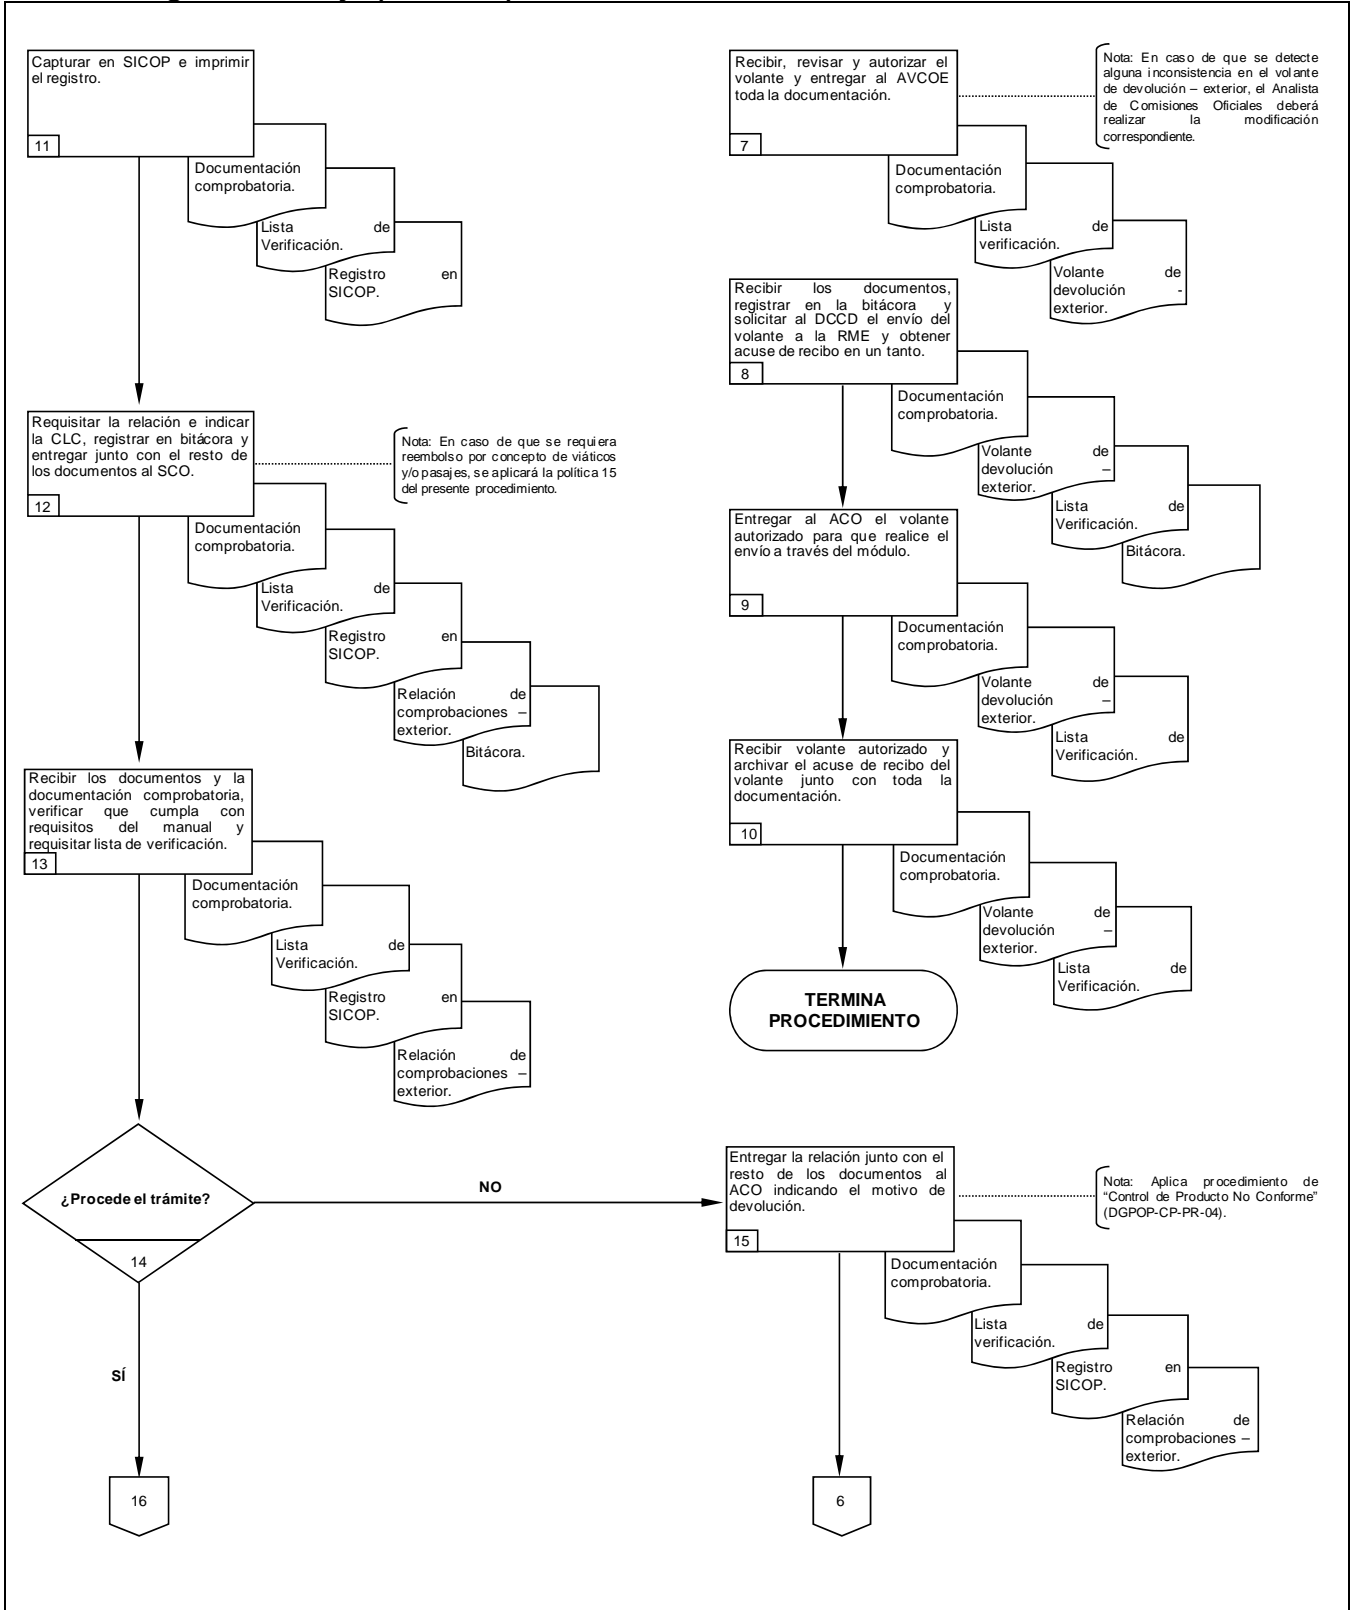 Capturar en SICOP e imprimir
el registro.
11
Documentación
comprobatoria.
Lista de
Verificación.
Registro en
SICOP.
Requisitar la relación e indicar
la CLC, registrar en bitácora y
entregar junto con el resto de
los documentos al SCO.
12
Nota: En caso de que se requiera
reembolso por concepto de viáticos
y/o pasajes, se aplicará la política 15
del presente procedimiento.
Documentación
comprobatoria.
Lista de
Verificación.
Registro en
SICOP.
Relación de
comprobaciones –
exterior.
Bitácora.
Recibir los documentos y la
documentación comprobatoria,
verificar que cumpla con
requisitos del manual y
requisitar lista de verificación.
13
Documentación
comprobatoria.
Lista de
Verificación.
Registro en
SICOP.
Relación de
comprobaciones –
exterior.
¿Procede el trámite?
14
NO
SÍ
16
Recibir, revisar y autorizar el
volante y entregar al AVCOE
toda la documentación.
7
Nota: En caso de que se detecte
alguna inconsistencia en el volante
de devolución – exterior, el Analista
de Comisiones Oficiales deberá
realizar la modificación
correspondiente.
Documentación
comprobatoria.
Lista de
verificación.
Volante de
devolución -
exterior.
Recibir los documentos,
registrar en la bitácora y
solicitar al DCCD el envío del
volante a la RME y obtener
acuse de recibo en un tanto.
8
Documentación
comprobatoria.
Volante de
devolución –
exterior.
Lista de
Verificación.
Bitácora.
Entregar al ACO el volante
autorizado para que realice el
envío a través del módulo.
9
Documentación
comprobatoria.
Volante de
devolución –
exterior.
Lista de
Verificación.
Recibir volante autorizado y
archivar el acuse de recibo del
volante junto con toda la
documentación.
10
Documentación
comprobatoria.
Volante de
devolución –
exterior.
Lista de
Verificación.
TERMINA
PROCEDIMIENTO
Entregar la relación junto con el
resto de los documentos al
ACO indicando el motivo de
devolución.
15
Nota: Aplica procedimiento de
“Control de Producto No Conforme”
(DGPOP-CP-PR-04).
Documentación
comprobatoria.
Lista de
verificación.
Registro en
SICOP.
Relación de
comprobaciones –
exterior.
6